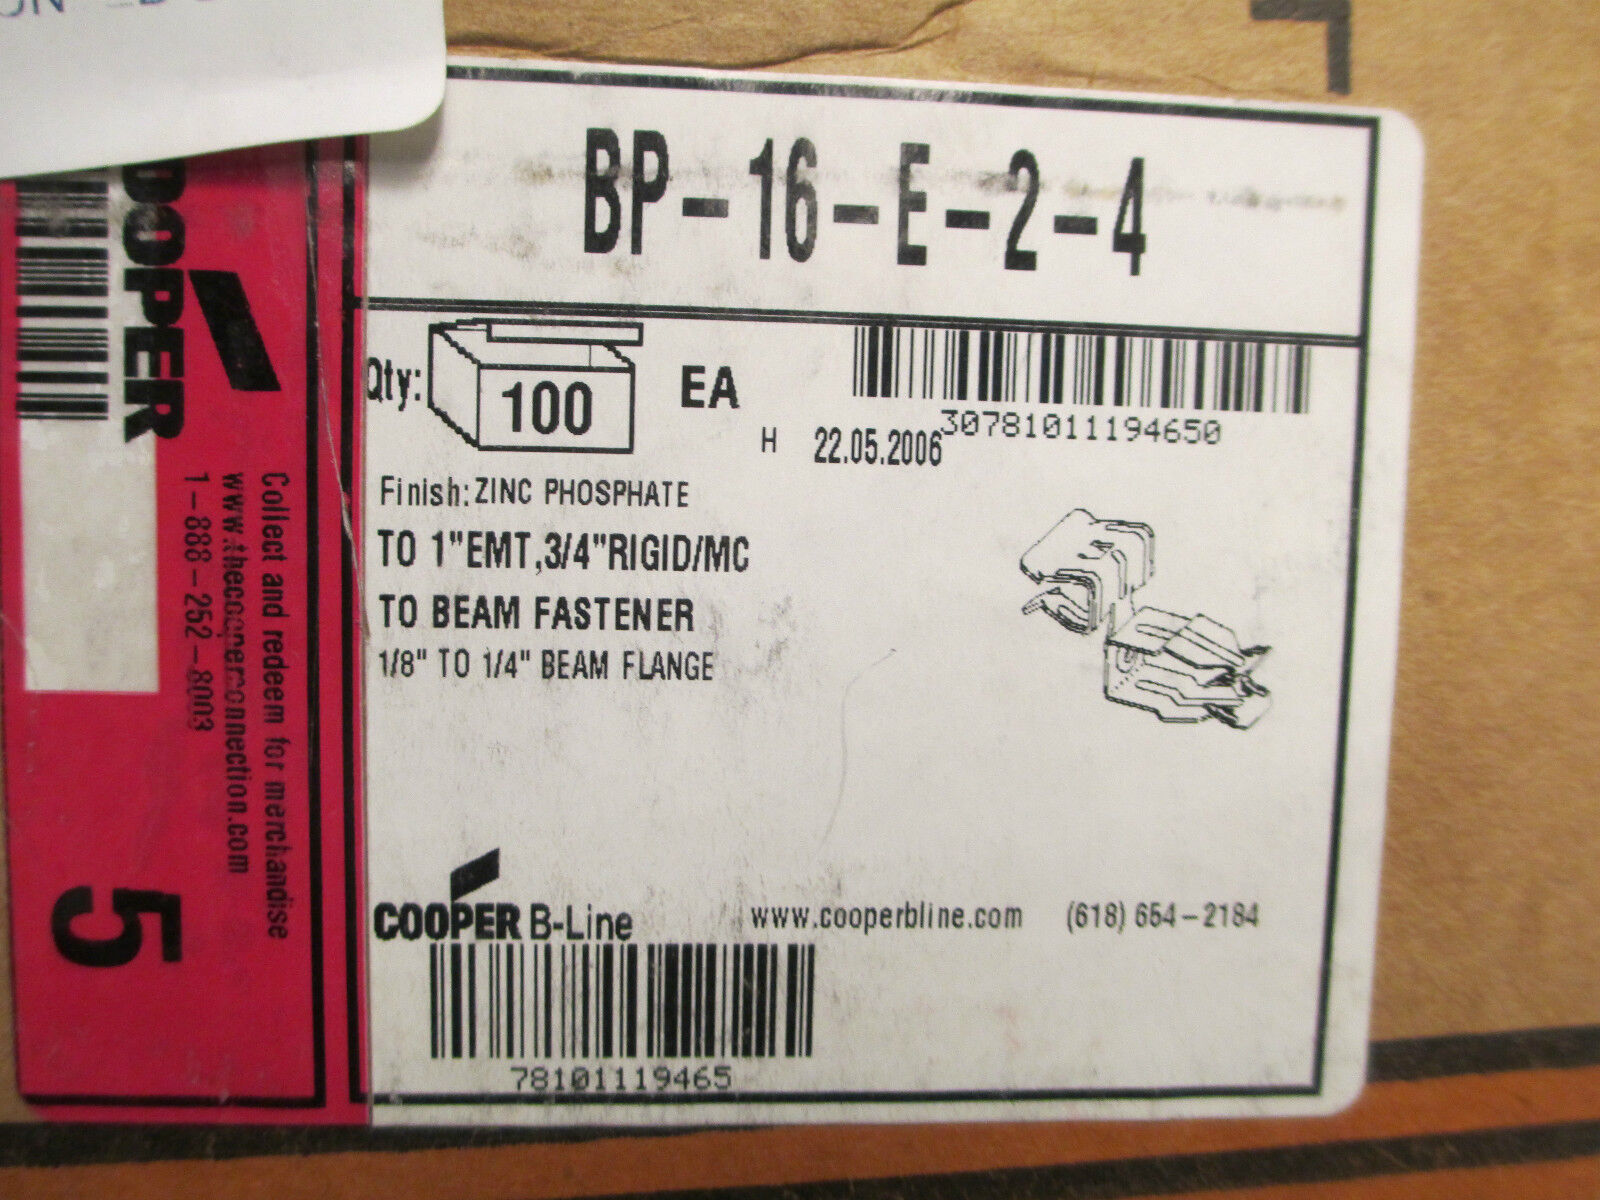 BP-16-E-2-4
Qty: 100 EA
30781011194650
H 22.05.2006
Finish: ZINC PHOSPHATE
TO 1"EMT,3/4"RIGID/MC
TO BEAM FASTENER
1/8" TO 1/4" BEAM FLANGE
COOPER B-Line
www.cooperbline.com (618) 654-2184
78101119465
Collect and redeem for merchandise
www.thecooperconnection.com
1-888-252-8003
5